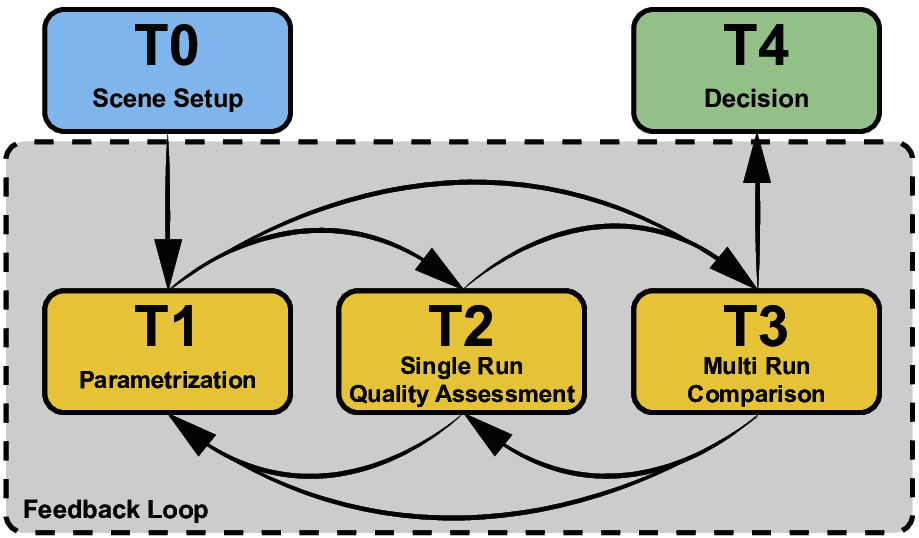 T0
Scene Setup
T4
Decision
T1
Parametrization
T2
Single Run
Quality Assessment
T3
Multi Run
Comparison
Feedback Loop